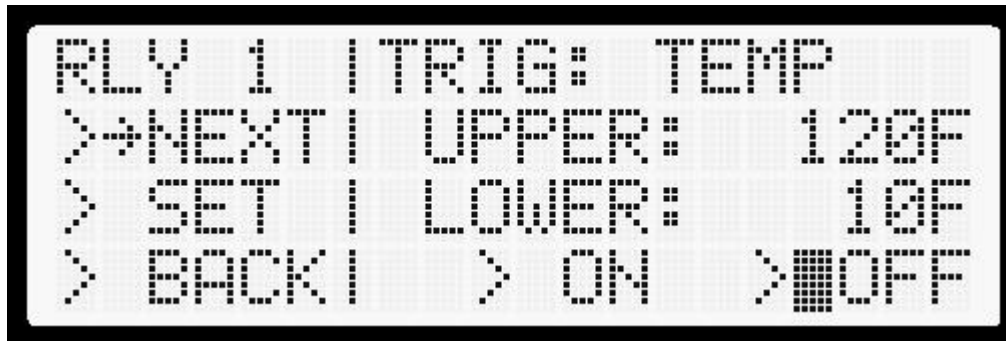 RLY 1 |TRIG: TEMP
>→NEXT| UPPER: 120F
> SET | LOWER: 10F
> BACK| > ON >█OFF